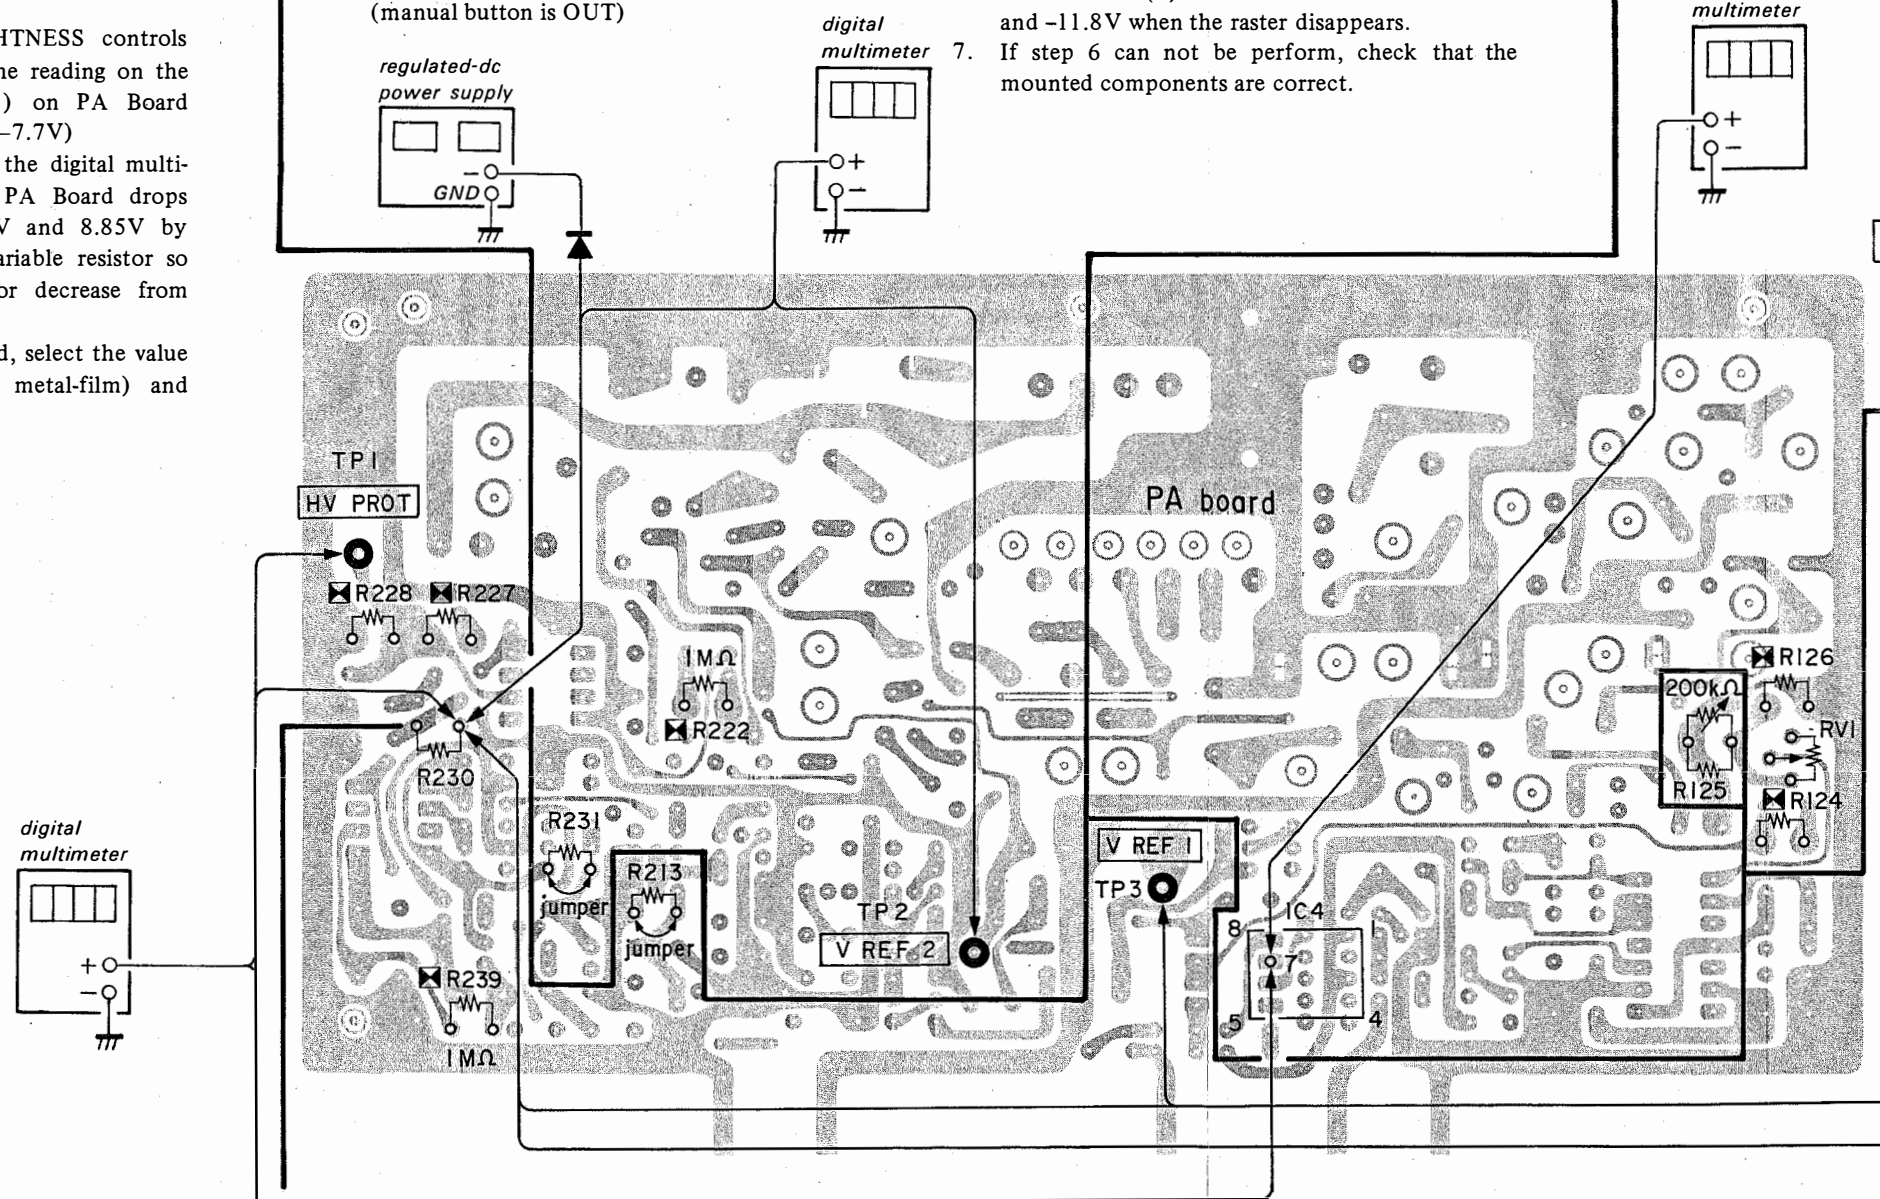 HTNESS controls
ne reading on the
) on PA Board
–7.7V)
the digital multi-
PA Board drops
V and 8.85V by
ariable resistor so
or decrease from
d, select the value
metal-film) and
(manual button is OUT)
regulated-dc
power supply
–
GND
digital
multimeter
+
–
and –11.8V when the raster disappears.
7. If step 6 can not be perform, check that the
mounted components are correct.
multimeter
+
–
TP1
HV PROT
R228
R227
PA board
1MΩ
R222
R230
R126
200kΩ
RV1
R125
R124
digital
multimeter
+
–
R231
jumper
R213
jumper
TP2
V REF 2
V REF 1
TP3
IC4
8
1
7
5
4
R239
1MΩ